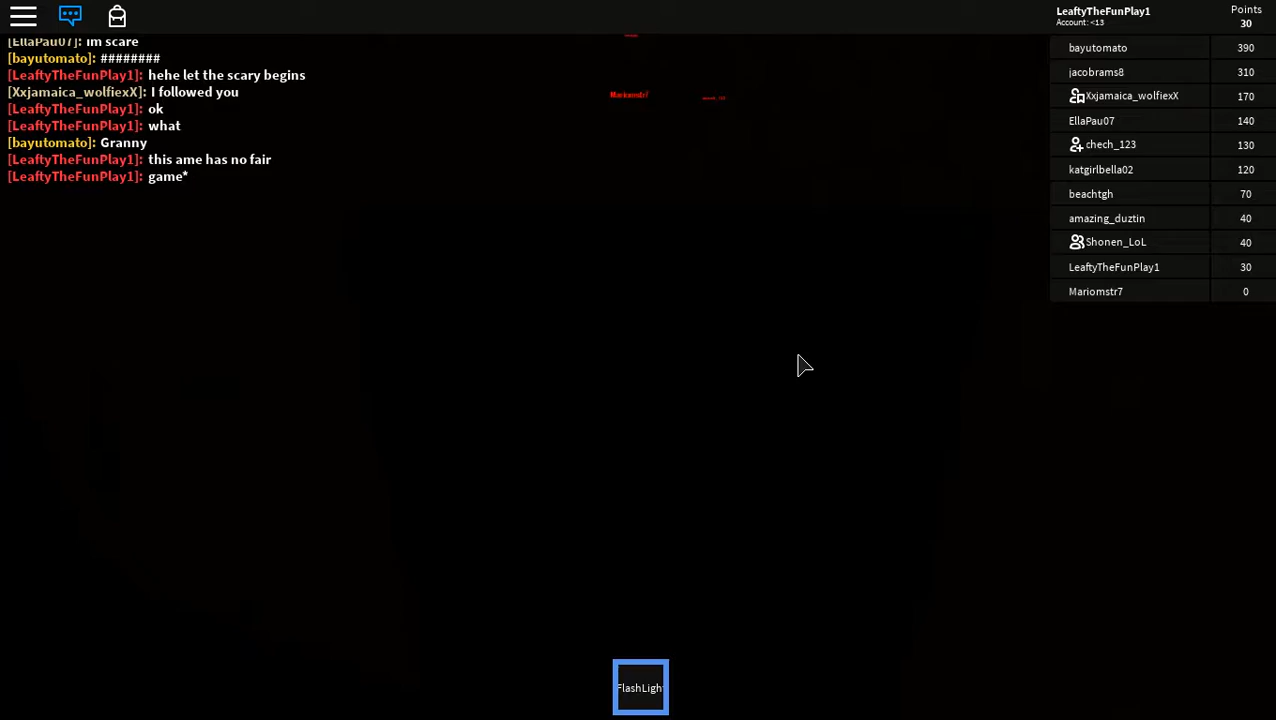 LeaftyTheFunPlay1
Account: <13
Points
30
[EllaPau07]: im scare
[bayutomato]: ########
[LeaftyTheFunPlay1]: hehe let the scary begins
[Xxjamaica_wolfiexX]: I followed you
[LeaftyTheFunPlay1]: ok
[LeaftyTheFunPlay1]: what
[bayutomato]: Granny
[LeaftyTheFunPlay1]: this ame has no fair
[LeaftyTheFunPlay1]: game*
bayutomato 390
jacobrams8 310
Xxjamaica_wolfiexX 170
EllaPau07 140
chech_123 130
katgirlbella02 120
beachtgh 70
amazing_duztin 40
Shonen_LoL 40
LeaftyTheFunPlay1 30
Mariomstr7 0
Mariomstr7
FlashLigh